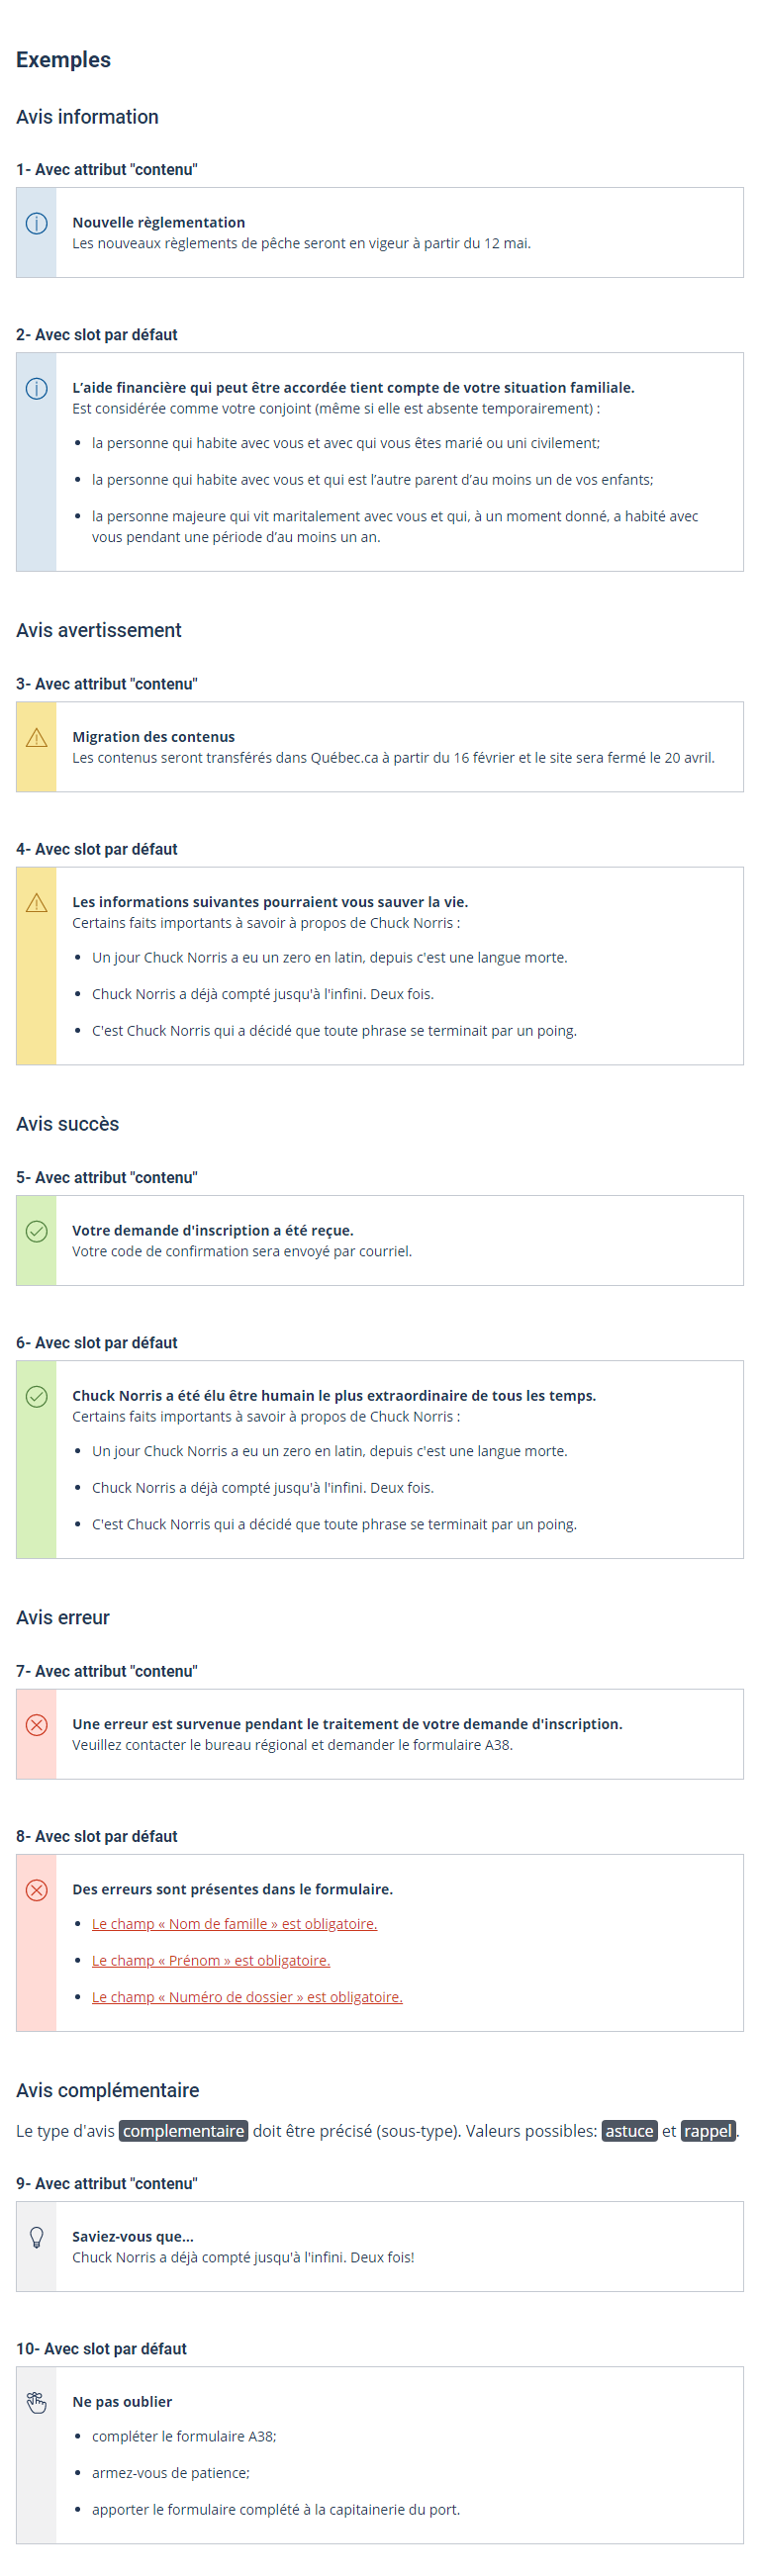 Exemples
Avis information
1- Avec attribut "contenu"
Nouvelle règlementation
Les nouveaux règlements de pêche seront en vigeur à partir du 12 mai.
2- Avec slot par défaut
L’aide financière qui peut être accordée tient compte de votre situation familiale.
Est considérée comme votre conjoint (même si elle est absente temporairement) :
la personne qui habite avec vous et avec qui vous êtes marié ou uni civilement;
la personne qui habite avec vous et qui est l’autre parent d’au moins un de vos enfants;
la personne majeure qui vit maritalement avec vous et qui, à un moment donné, a habité avec
vous pendant une période d’au moins un an.
Avis avertissement
3- Avec attribut "contenu"
Migration des contenus
Les contenus seront transférés dans Québec.ca à partir du 16 février et le site sera fermé le 20 avril.
4- Avec slot par défaut
Les informations suivantes pourraient vous sauver la vie.
Certains faits importants à savoir à propos de Chuck Norris :
Un jour Chuck Norris a eu un zero en latin, depuis c'est une langue morte.
Chuck Norris a déjà compté jusqu'à l'infini. Deux fois.
C'est Chuck Norris qui a décidé que toute phrase se terminait par un poing.
Avis succès
5- Avec attribut "contenu"
Votre demande d'inscription a été reçue.
Votre code de confirmation sera envoyé par courriel.
6- Avec slot par défaut
Chuck Norris a été élu être humain le plus extraordinaire de tous les temps.
Certains faits importants à savoir à propos de Chuck Norris :
Un jour Chuck Norris a eu un zero en latin, depuis c'est une langue morte.
Chuck Norris a déjà compté jusqu'à l'infini. Deux fois.
C'est Chuck Norris qui a décidé que toute phrase se terminait par un poing.
Avis erreur
7- Avec attribut "contenu"
Une erreur est survenue pendant le traitement de votre demande d'inscription.
Veuillez contacter le bureau régional et demander le formulaire A38.
8- Avec slot par défaut
Des erreurs sont présentes dans le formulaire.
Le champ « Nom de famille » est obligatoire.
Le champ « Prénom » est obligatoire.
Le champ « Numéro de dossier » est obligatoire.
Avis complémentaire
Le type d'avis complementaire doit être précisé (sous-type). Valeurs possibles: astuce et rappel.
9- Avec attribut "contenu"
Saviez-vous que...
Chuck Norris a déjà compté jusqu'à l'infini. Deux fois!
10- Avec slot par défaut
Ne pas oublier
compléter le formulaire A38;
armez-vous de patience;
apporter le formulaire complété à la capitainerie du port.